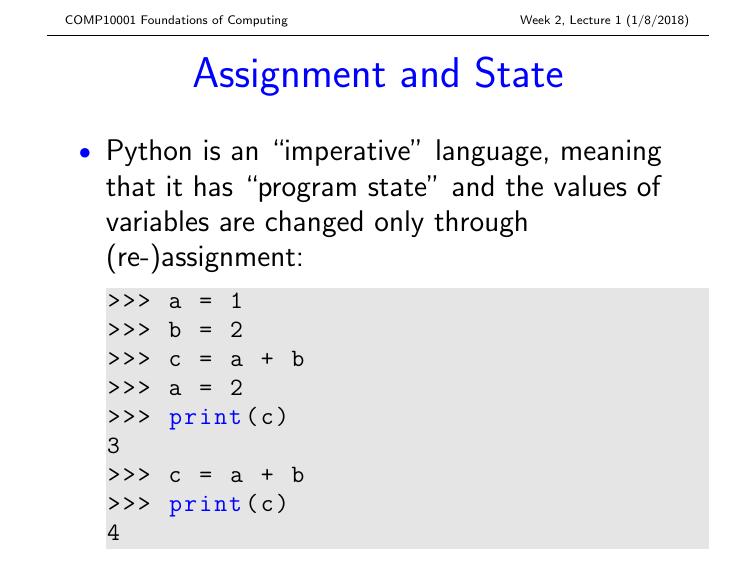 COMP10001 Foundations of Computing Week 2, Lecture 1 (1/8/2018)
Assignment and State
• Python is an “imperative” language, meaning
that it has “program state” and the values of
variables are changed only through
(re-)assignment:
>>> a = 1
>>> b = 2
>>> c = a + b
>>> a = 2
>>> print(c)
3
>>> c = a + b
>>> print(c)
4